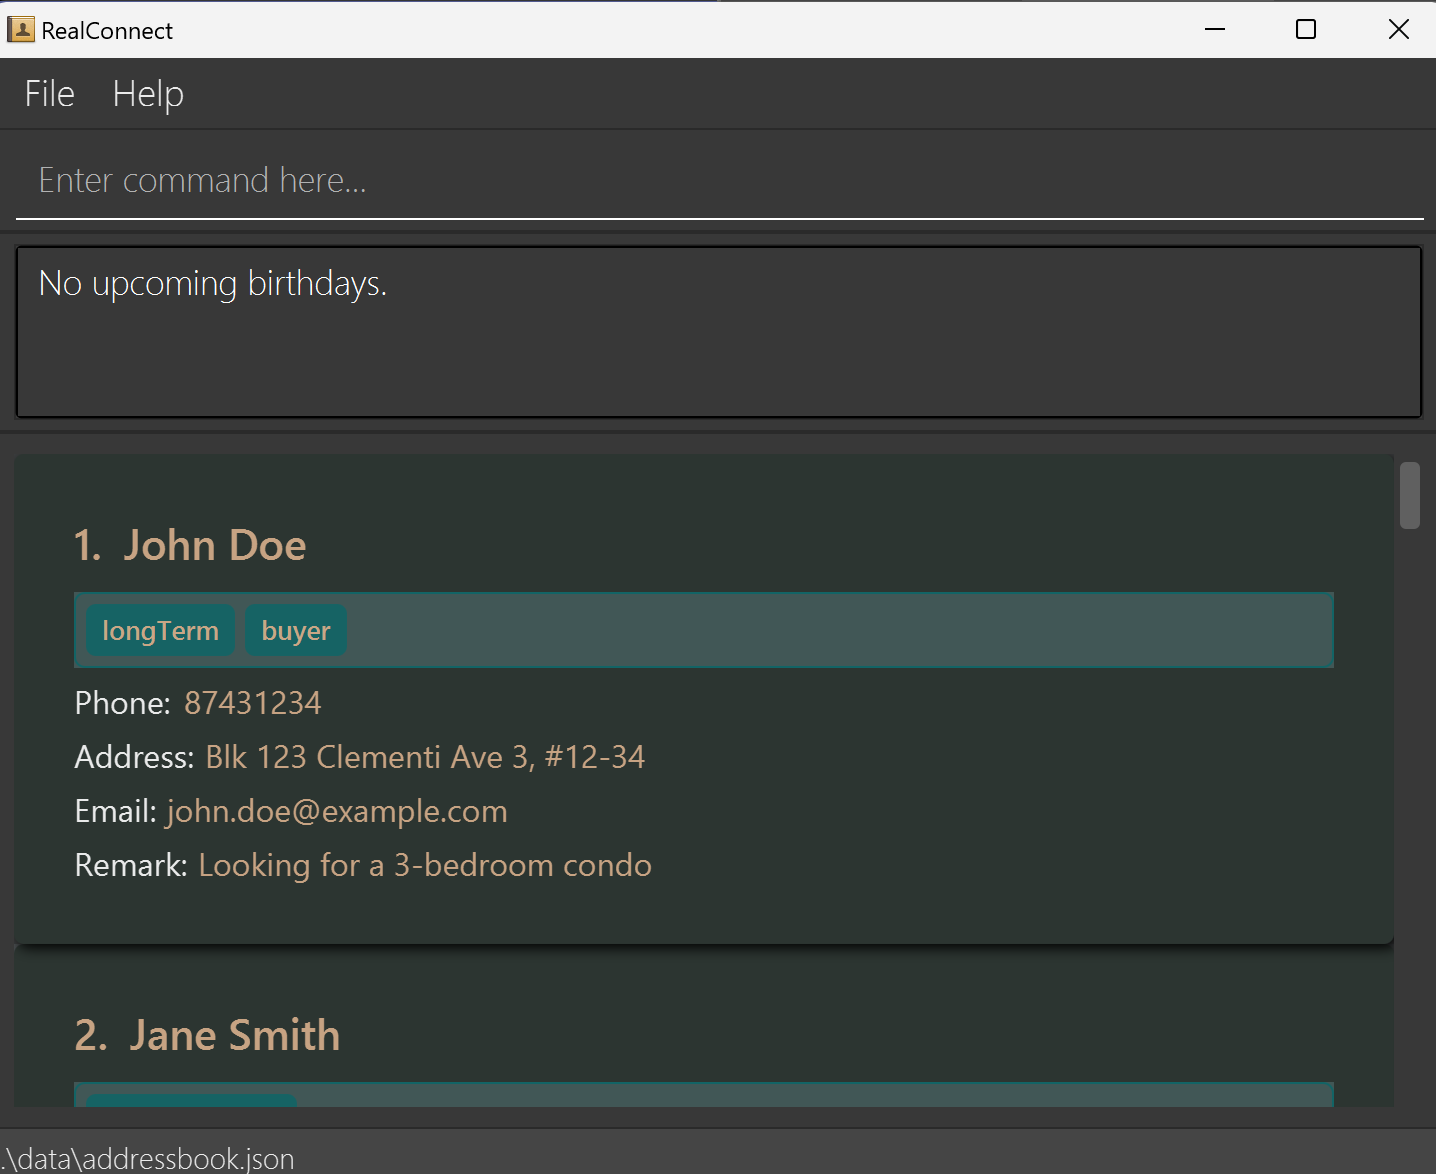 RealConnect
File Help
Enter command here...
No upcoming birthdays.
1. John Doe
longTerm buyer
Phone: 87431234
Address: Blk 123 Clementi Ave 3, #12-34
Email: john.doe@example.com
Remark: Looking for a 3-bedroom condo
2. Jane Smith
.\data\addressbook.json